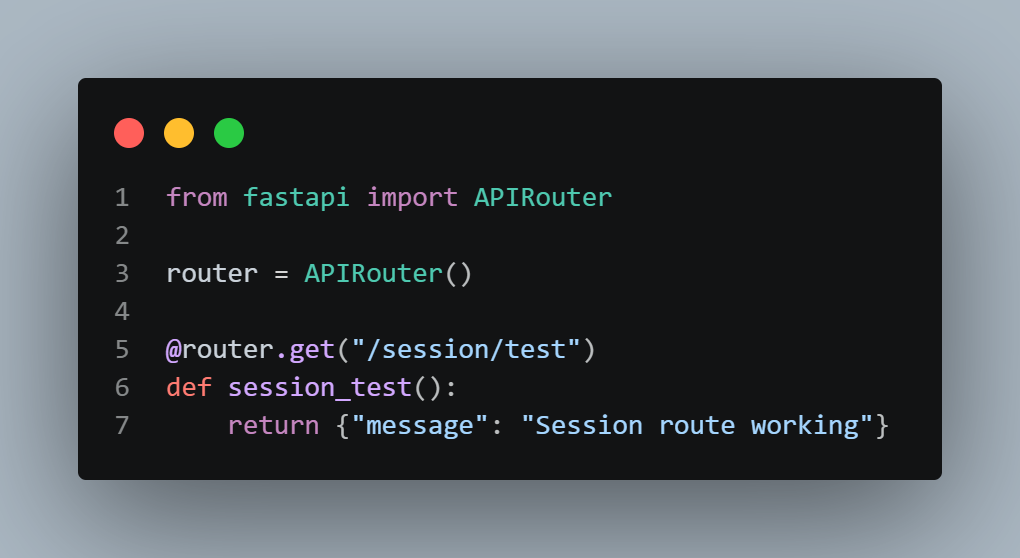 1 from fastapi import APIRouter
2
3 router = APIRouter()
4
5 @router.get("/session/test")
6 def session_test():
7     return {"message": "Session route working"}